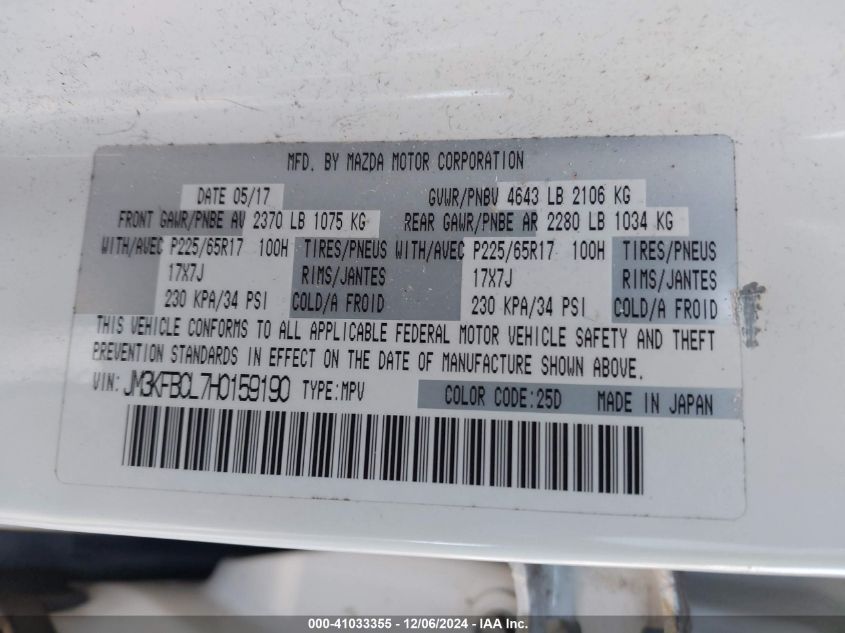 MFD. BY MAZDA MOTOR CORPORATION
DATE 05/17 GVWR/PNBV 4643 LB 2106 KG
FRONT GAWR/PNBE AV 2370 LB 1075 KG REAR GAWR/PNBE AR 2280 LB 1034 KG
WITH/AVEC P225/65R17 100H TIRES/PNEUS WITH/AVEC P225/65R17 100H TIRES/PNEUS
17X7J RIMS/JANTES 17X7J RIMS/JANTES
230 KPA/34 PSI COLD/A FROID 230 KPA/34 PSI COLD/A FROID
THIS VEHICLE CONFORMS TO ALL APPLICABLE FEDERAL MOTOR VEHICLE SAFETY AND THEFT
PREVENTION STANDARDS IN EFFECT ON THE DATE OF MANUFACTURE SHOWN ABOVE.
VIN: JM3KFBCL7H0159190 TYPE:MPV COLOR CODE:25D MADE IN JAPAN
000-41033355 - 12/06/2024 - IAA Inc.